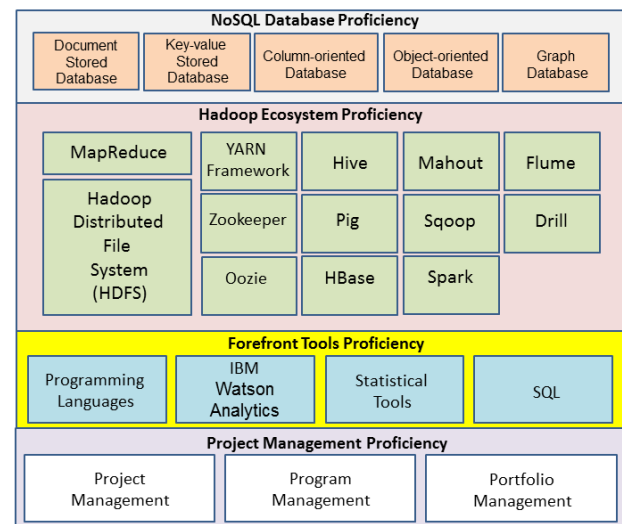 NoSQL Database Proficiency
Document
Stored
Database
Key-value
Stored
Database
Column-oriented
Database
Object-oriented
Database
Graph
Database
Hadoop Ecosystem Proficiency
MapReduce
Hadoop
Distributed
File
System
(HDFS)
YARN
Framework
Hive
Mahout
Flume
Zookeeper
Pig
Sqoop
Drill
Oozie
HBase
Spark
Forefront Tools Proficiency
Programming
Languages
IBM
Watson
Analytics
Statistical
Tools
SQL
Project Management Proficiency
Project
Management
Program
Management
Portfolio
Management